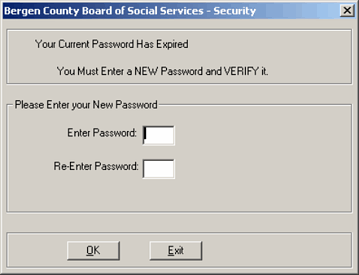 Bergen County Board of Social Services - Security
Your Current Password Has Expired
You Must Enter a NEW Password and VERIFY it.
Please Enter your New Password
Enter Password:
Re-Enter Password:
OK
Exit